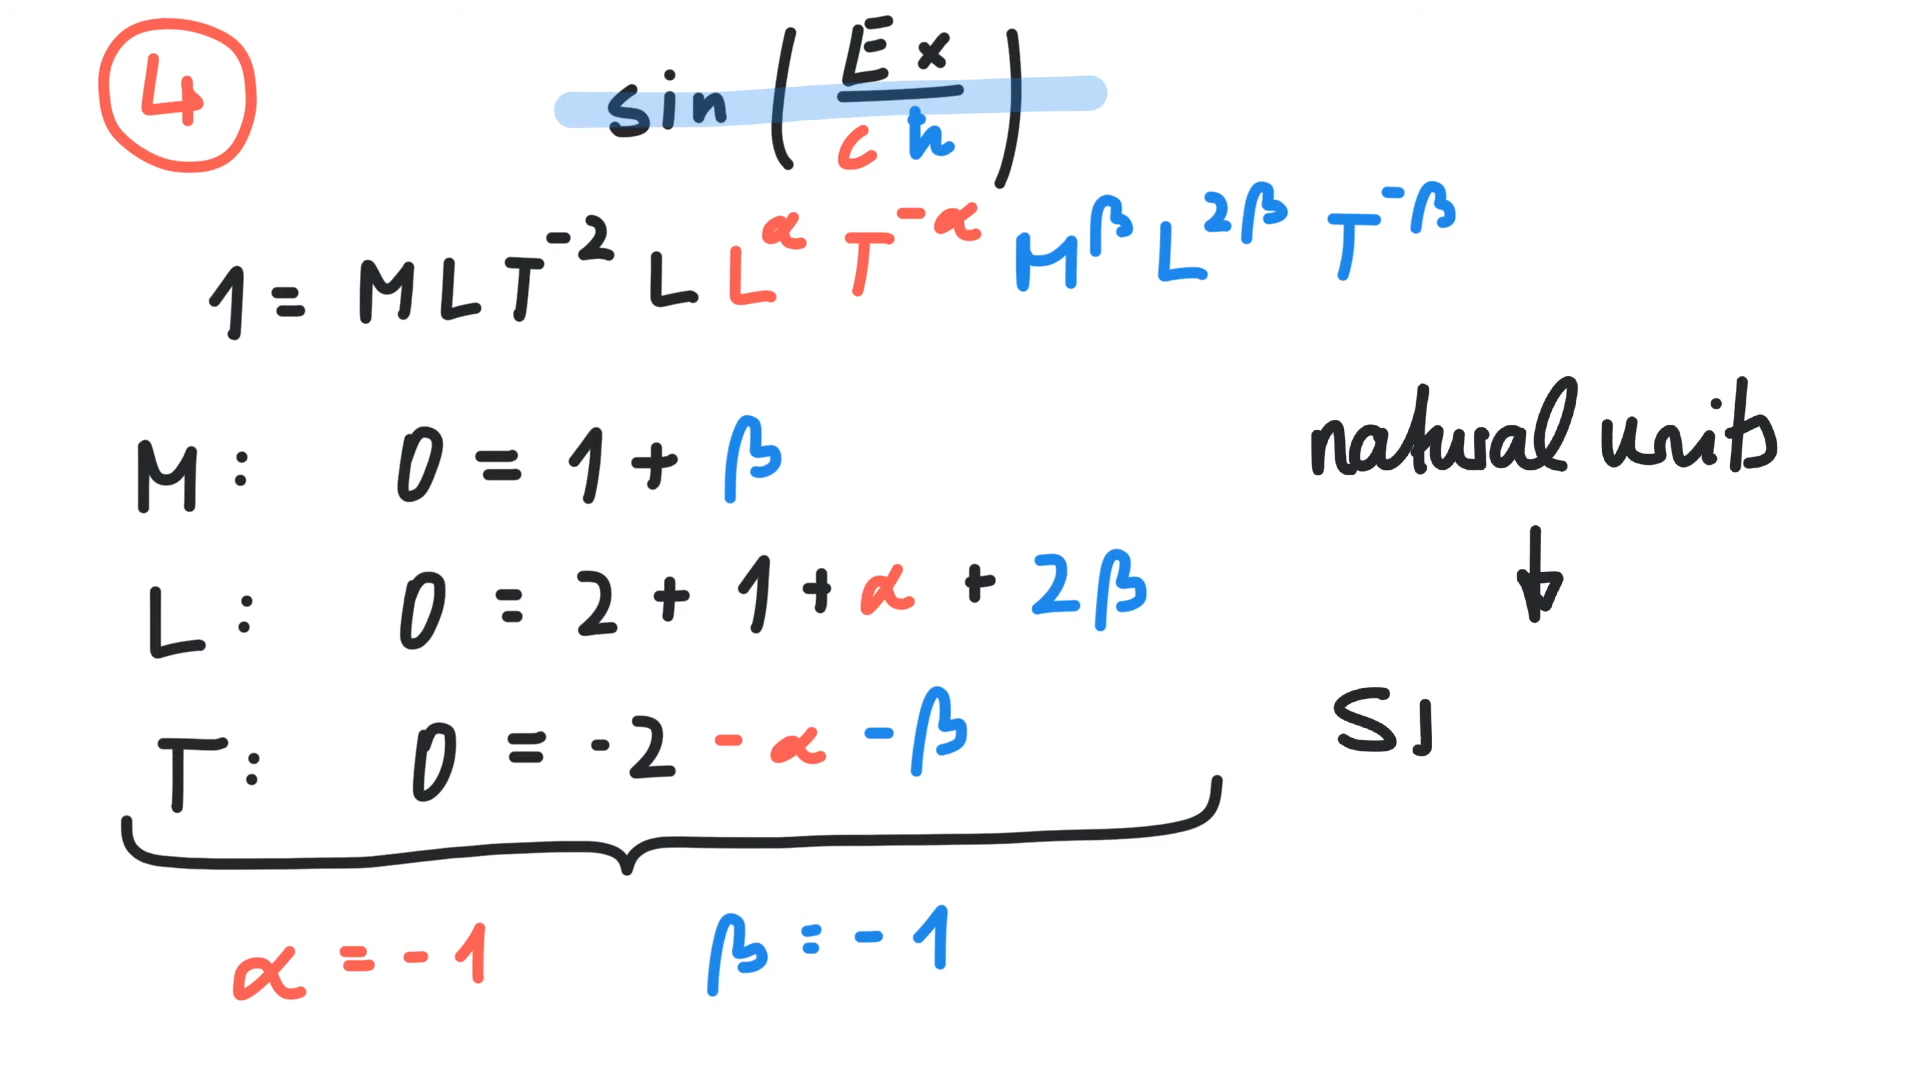 4
sin ( Ex / cħ )
1 = M L T⁻² L L^α T^-α M^β L^2β T^-β
natural units
M: 0 = 1 + β
L: 0 = 2 + 1 + α + 2β
↓
T: 0 = -2 - α - β
SI
α = -1 β = -1